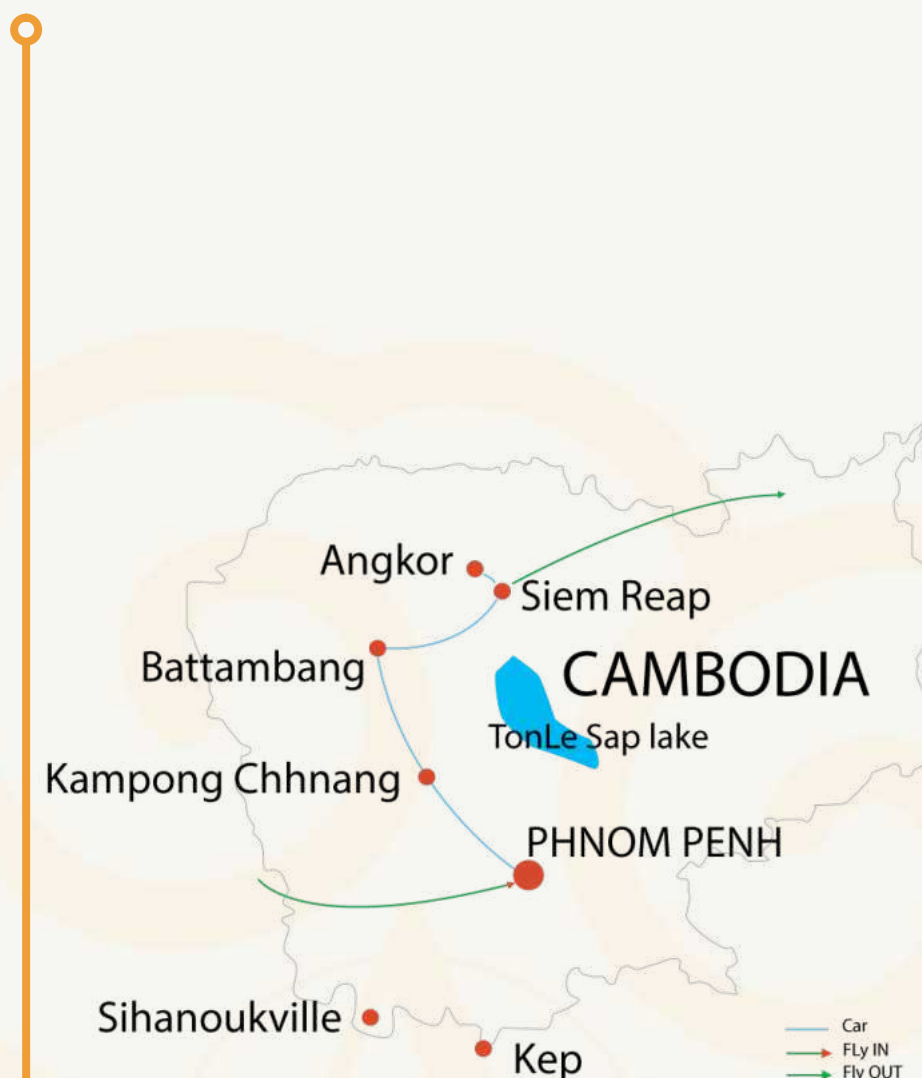 Angkor
Siem Reap
Battambang
CAMBODIA
TonLe Sap lake
Kampong Chhnang
PHNOM PENH
Sihanoukville
Kep
Car
FLy IN
Fly OUT